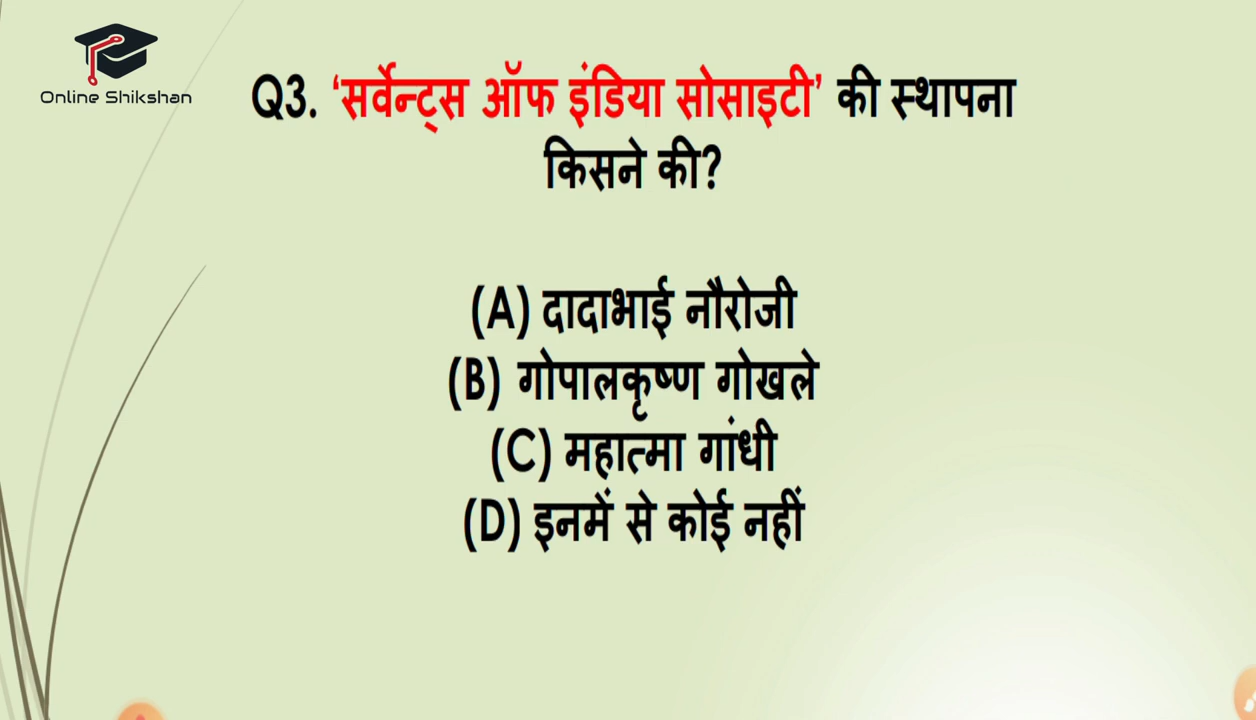 Online Shikshan
Q3. ‘सर्वेन्ट्स ऑफ इंडिया सोसाइटी’ की स्थापना
किसने की?
(A) दादाभाई नौरोजी
(B) गोपालकृष्ण गोखले
(C) महात्मा गांधी
(D) इनमें से कोई नहीं